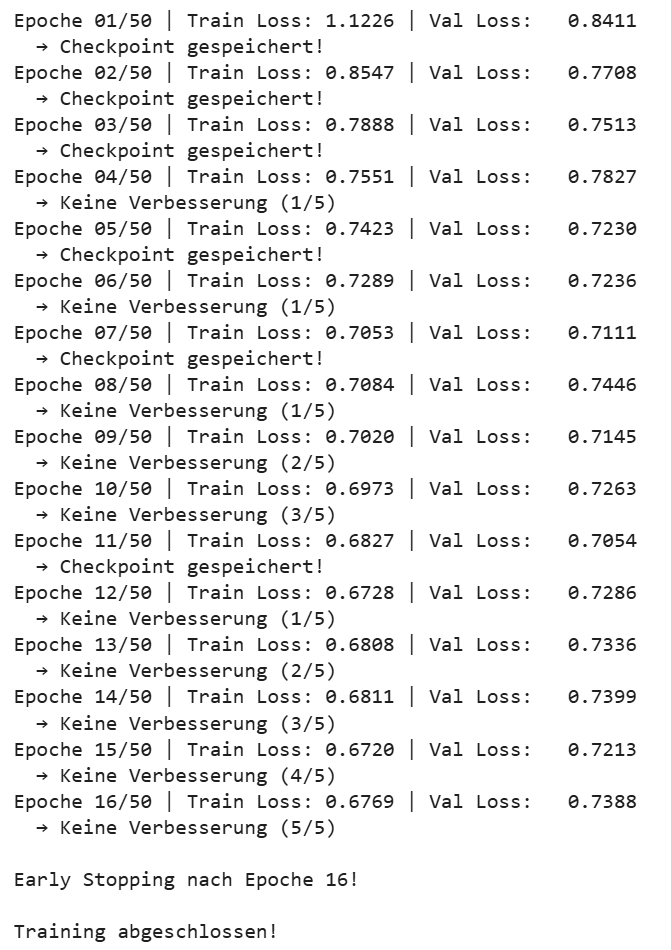 Epoche 01/50 | Train Loss: 1.1226 | Val Loss:   0.8411
  → Checkpoint gespeichert!
Epoche 02/50 | Train Loss: 0.8547 | Val Loss:   0.7708
  → Checkpoint gespeichert!
Epoche 03/50 | Train Loss: 0.7888 | Val Loss:   0.7513
  → Checkpoint gespeichert!
Epoche 04/50 | Train Loss: 0.7551 | Val Loss:   0.7827
  → Keine Verbesserung (1/5)
Epoche 05/50 | Train Loss: 0.7423 | Val Loss:   0.7230
  → Checkpoint gespeichert!
Epoche 06/50 | Train Loss: 0.7289 | Val Loss:   0.7236
  → Keine Verbesserung (1/5)
Epoche 07/50 | Train Loss: 0.7053 | Val Loss:   0.7111
  → Checkpoint gespeichert!
Epoche 08/50 | Train Loss: 0.7084 | Val Loss:   0.7446
  → Keine Verbesserung (1/5)
Epoche 09/50 | Train Loss: 0.7020 | Val Loss:   0.7145
  → Keine Verbesserung (2/5)
Epoche 10/50 | Train Loss: 0.6973 | Val Loss:   0.7263
  → Keine Verbesserung (3/5)
Epoche 11/50 | Train Loss: 0.6827 | Val Loss:   0.7054
  → Checkpoint gespeichert!
Epoche 12/50 | Train Loss: 0.6728 | Val Loss:   0.7286
  → Keine Verbesserung (1/5)
Epoche 13/50 | Train Loss: 0.6808 | Val Loss:   0.7336
  → Keine Verbesserung (2/5)
Epoche 14/50 | Train Loss: 0.6811 | Val Loss:   0.7399
  → Keine Verbesserung (3/5)
Epoche 15/50 | Train Loss: 0.6720 | Val Loss:   0.7213
  → Keine Verbesserung (4/5)
Epoche 16/50 | Train Loss: 0.6769 | Val Loss:   0.7388
  → Keine Verbesserung (5/5)

Early Stopping nach Epoche 16!

Training abgeschlossen!